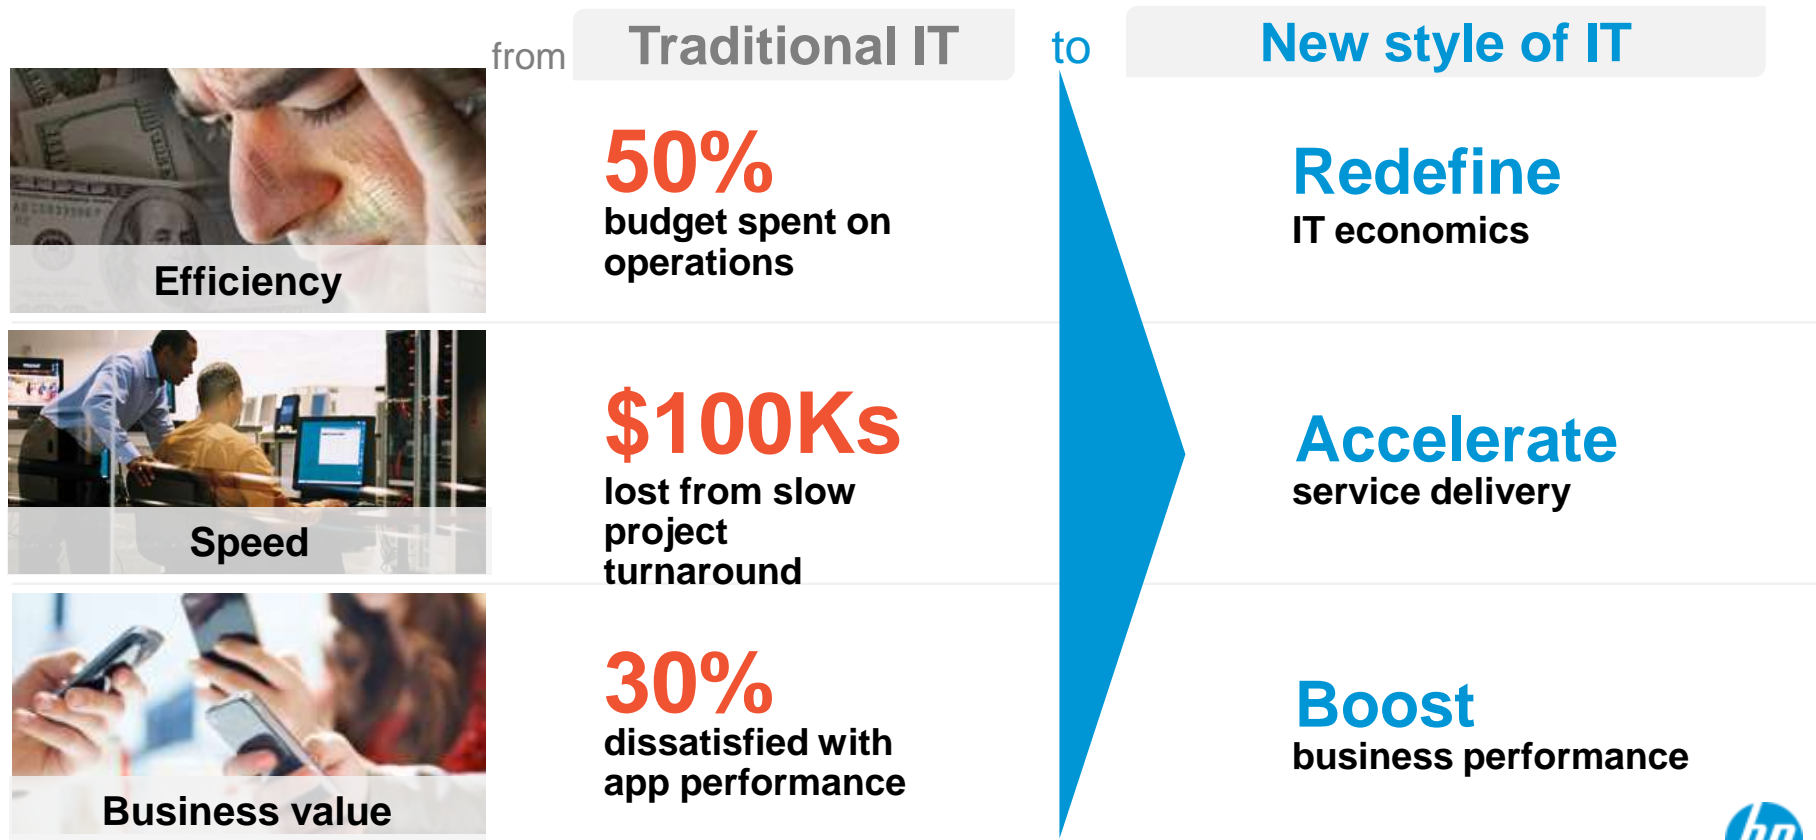 from
Traditional IT
to
New style of IT
Efficiency
50%
budget spent on
operations
Redefine
IT economics
Speed
$100Ks
lost from slow
project
turnaround
Accelerate
service delivery
Business value
30%
dissatisfied with
app performance
Boost
business performance
hp